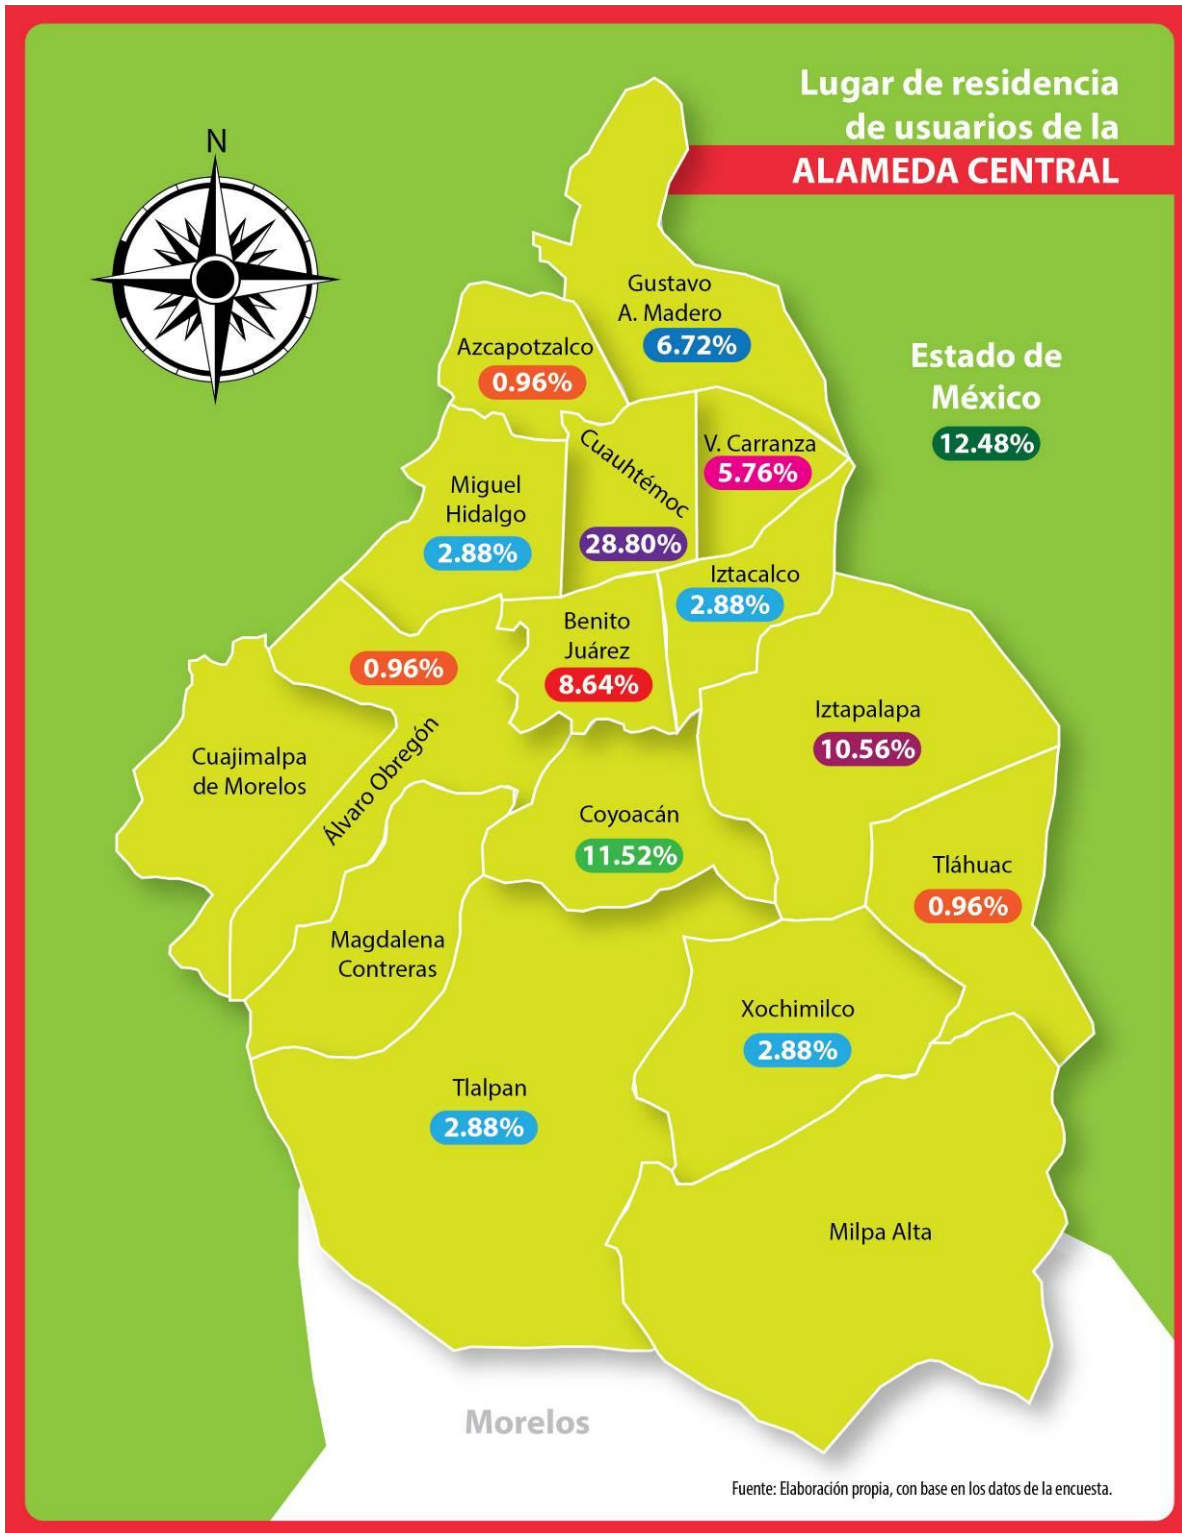 Lugar de residencia
de usuarios de la
ALAMEDA CENTRAL
N
Gustavo
A. Madero
6.72%
Azcapotzalco
0.96%
Estado de
México
12.48%
Cuauhtémoc
28.80%
V. Carranza
5.76%
Miguel
Hidalgo
2.88%
Iztacalco
2.88%
Benito
Juárez
8.64%
0.96%
Álvaro Obregón
Iztapalapa
10.56%
Cuajimalpa
de Morelos
Coyoacán
11.52%
Tláhuac
0.96%
Magdalena
Contreras
Xochimilco
2.88%
Tlalpan
2.88%
Milpa Alta
Morelos
Fuente: Elaboración propia, con base en los datos de la encuesta.